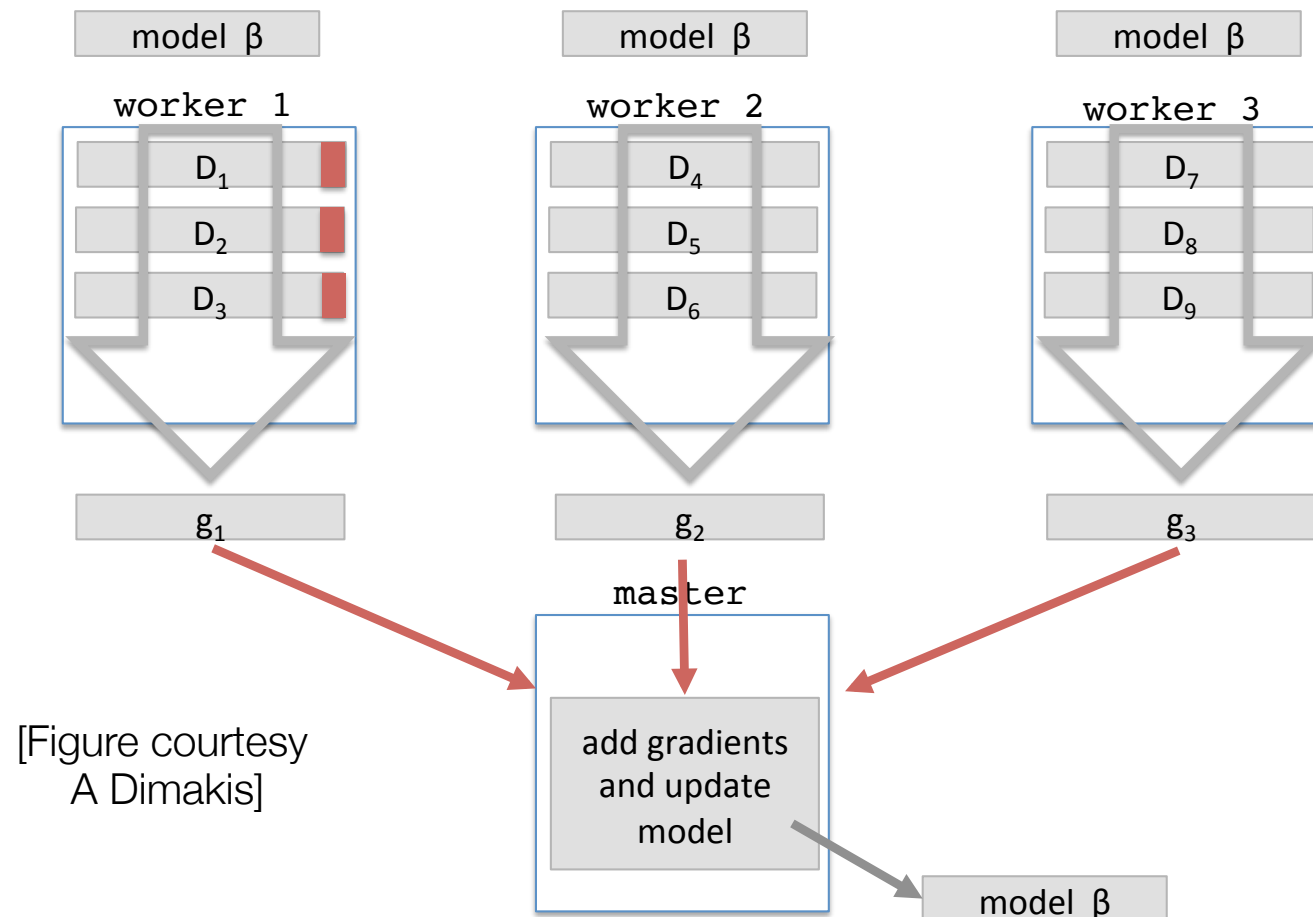 model β
model β
model β
worker 1
worker 2
worker 3
D₁
D₂
D₃
D₄
D₅
D₆
D₇
D₈
D₉
g₁
g₂
g₃
master
add gradients
and update
model
[Figure courtesy
A Dimakis]
model β